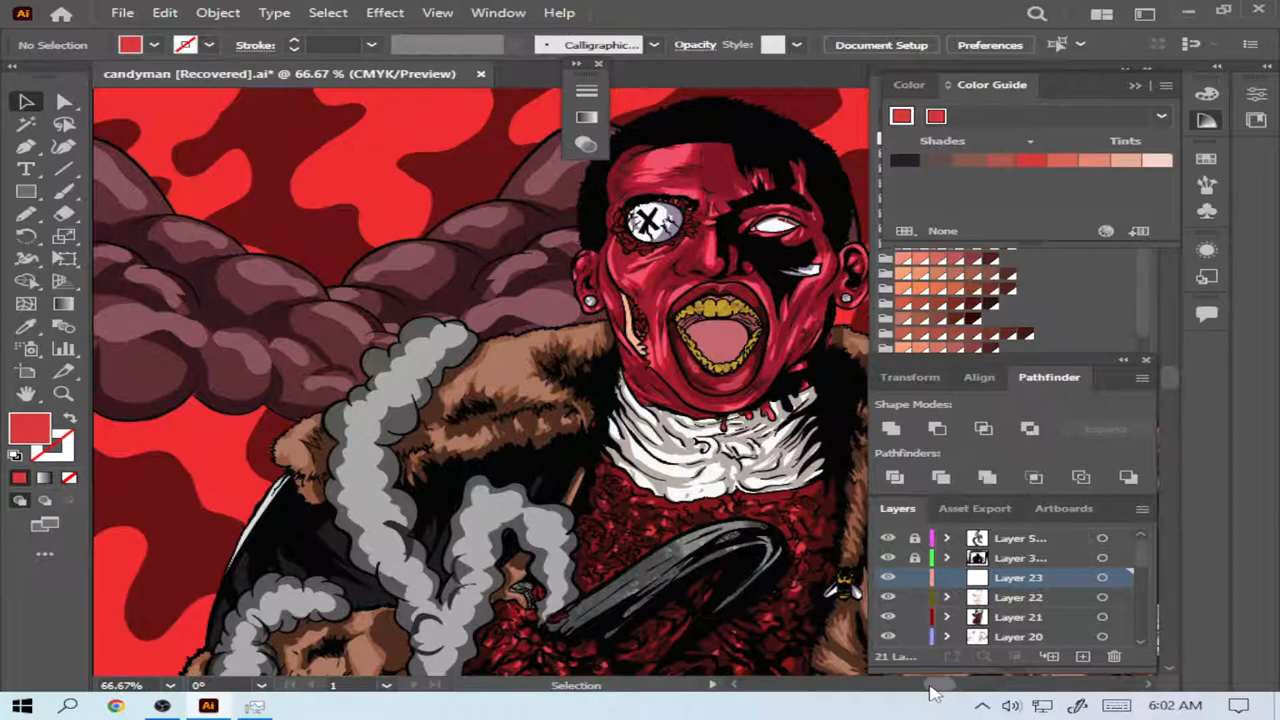 Ai File Edit Object Type Select Effect View Window Help
No Selection Stroke: Calligraphic... Opacity Style: Document Setup Preferences
candyman [Recovered].ai* @ 66.67 % (CMYK/Preview)
Color Color Guide
Shades Tints
None
Transform Align Pathfinder
Shape Modes:
Expand
Pathfinders:
Layers Asset Export Artboards
Layer S...
Layer 3...
Layer 23
Layer 22
Layer 21
Layer 20
21 La...
66.67% 0° 1 Selection
Ai 6:02 AM